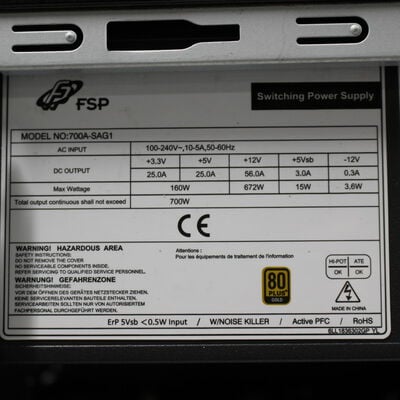 FSP
Switching Power Supply
MODEL NO:700A-SAG1
AC INPUT 100-240V~,10-5A,50-60Hz
DC OUTPUT +3.3V +5V +12V +5Vsb -12V
25.0A 25.0A 56.0A 3.0A 0.3A
Max Wattage 160W 672W 15W 3.6W
Total output continuous shall not exceed 700W
CE
WARNING! HAZARDOUS AREA
SAFETY INSTRUCTIONS:
DO NOT REMOVE THE COVER
NO SERVICEABLE COMPONENTS INSIDE.
REFER SERVICING TO QUALIFIED PERSONNEL
WARNUNG! GEFAHRENZONE
SICHERHEITSHINWEISE:
VOR DEM ÖFFNEN DES GERÄTES NETZSTECKER ZIEHEN.
KEINE SERVICERELEVANTEN BAUTEILE ENTHALTEN
SERVICEARBEITEN SIND NUR VON AUTORISIERTEM
FACHPERSONAL DURCHGEFÜHRT WERDEN.
Attentions :
Pour les équipements de traitement de l'information
80
PLUS
GOLD
HI-POT ATE
OK OK
MADE IN CHINA
ErP 5Vsb <0.5W Input / W/NOISE KILLER / Active PFC / RoHS
6LL1836302GP YL